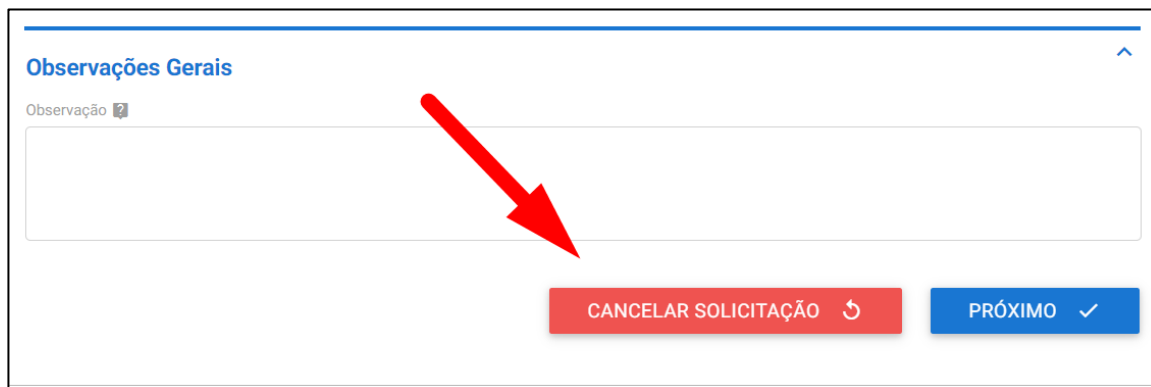 Observações Gerais
Observação ?
CANCELAR SOLICITAÇÃO
PRÓXIMO